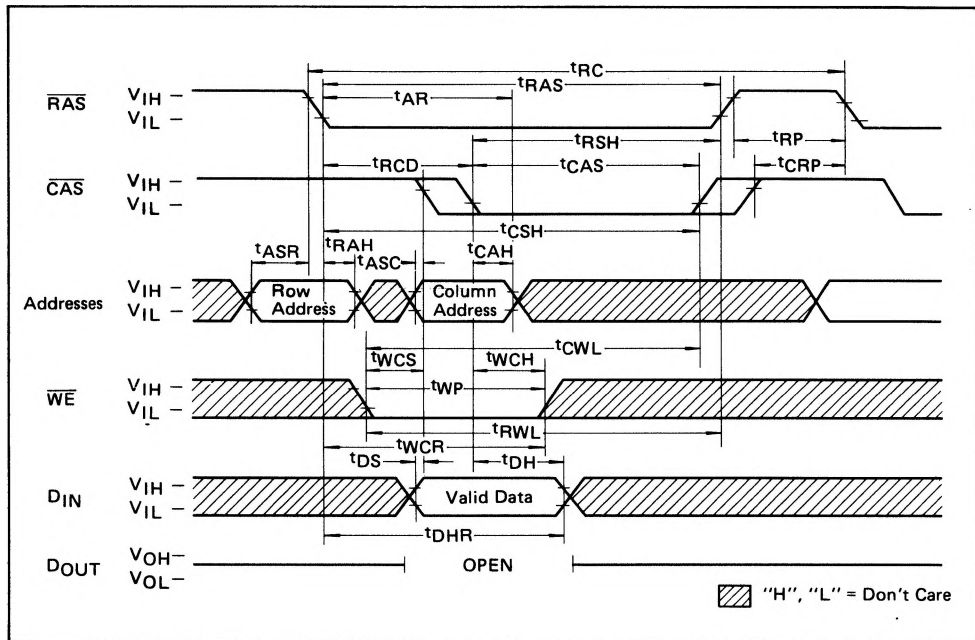 tRC
tRAS
tAR
RAS
VIH
VIL
tRSH
tRP
tRCD
tCAS
tCRP
CAS
VIH
VIL
tCSH
tASR
tRAH
tASC
tCAH
Addresses
VIH
VIL
Row
Address
Column
Address
tCWL
tWCS
tWCH
WE
VIH
VIL
tWP
tRWL
tWCR
tDS
tDH
DIN
VIH
VIL
Valid Data
tDHR
DOUT
VOH
VOL
OPEN
"H", "L" = Don't Care